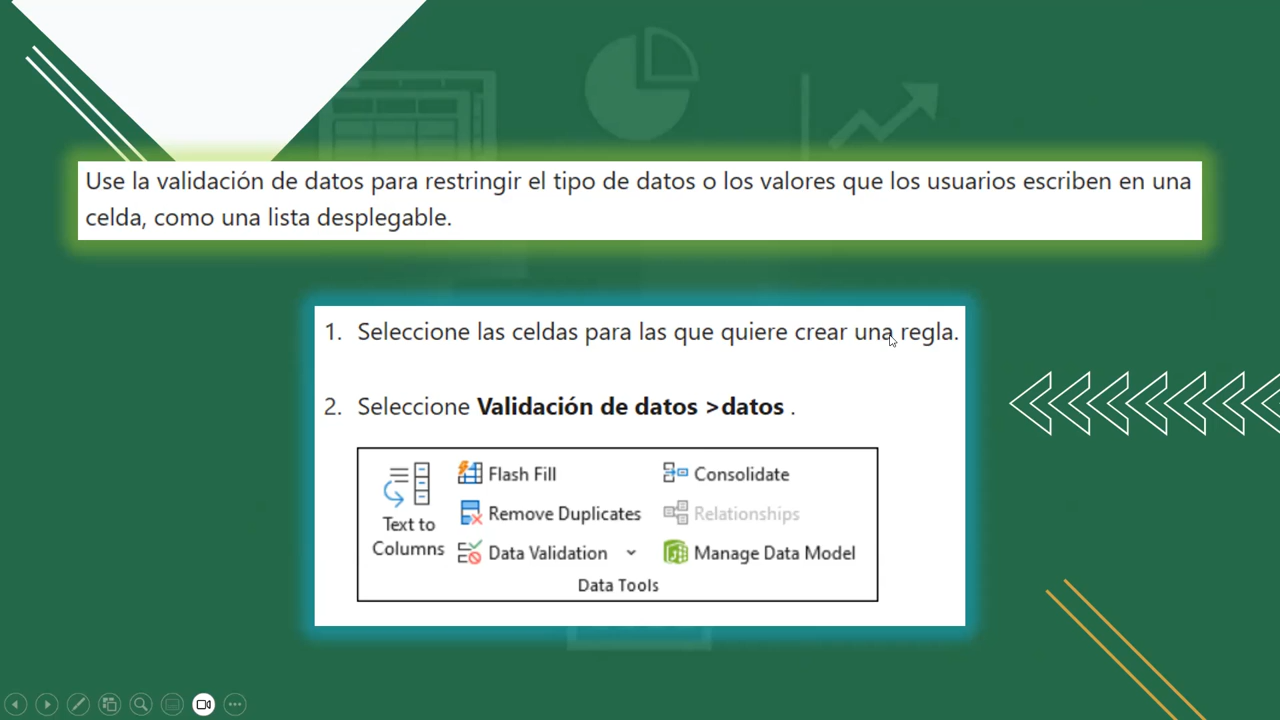 Use la validación de datos para restringir el tipo de datos o los valores que los usuarios escriben en una
celda, como una lista desplegable.
1. Seleccione las celdas para las que quiere crear una regla.
2. Seleccione Validación de datos >datos .
Text to
Columns
Flash Fill
Remove Duplicates
Data Validation
Consolidate
Relationships
Manage Data Model
Data Tools